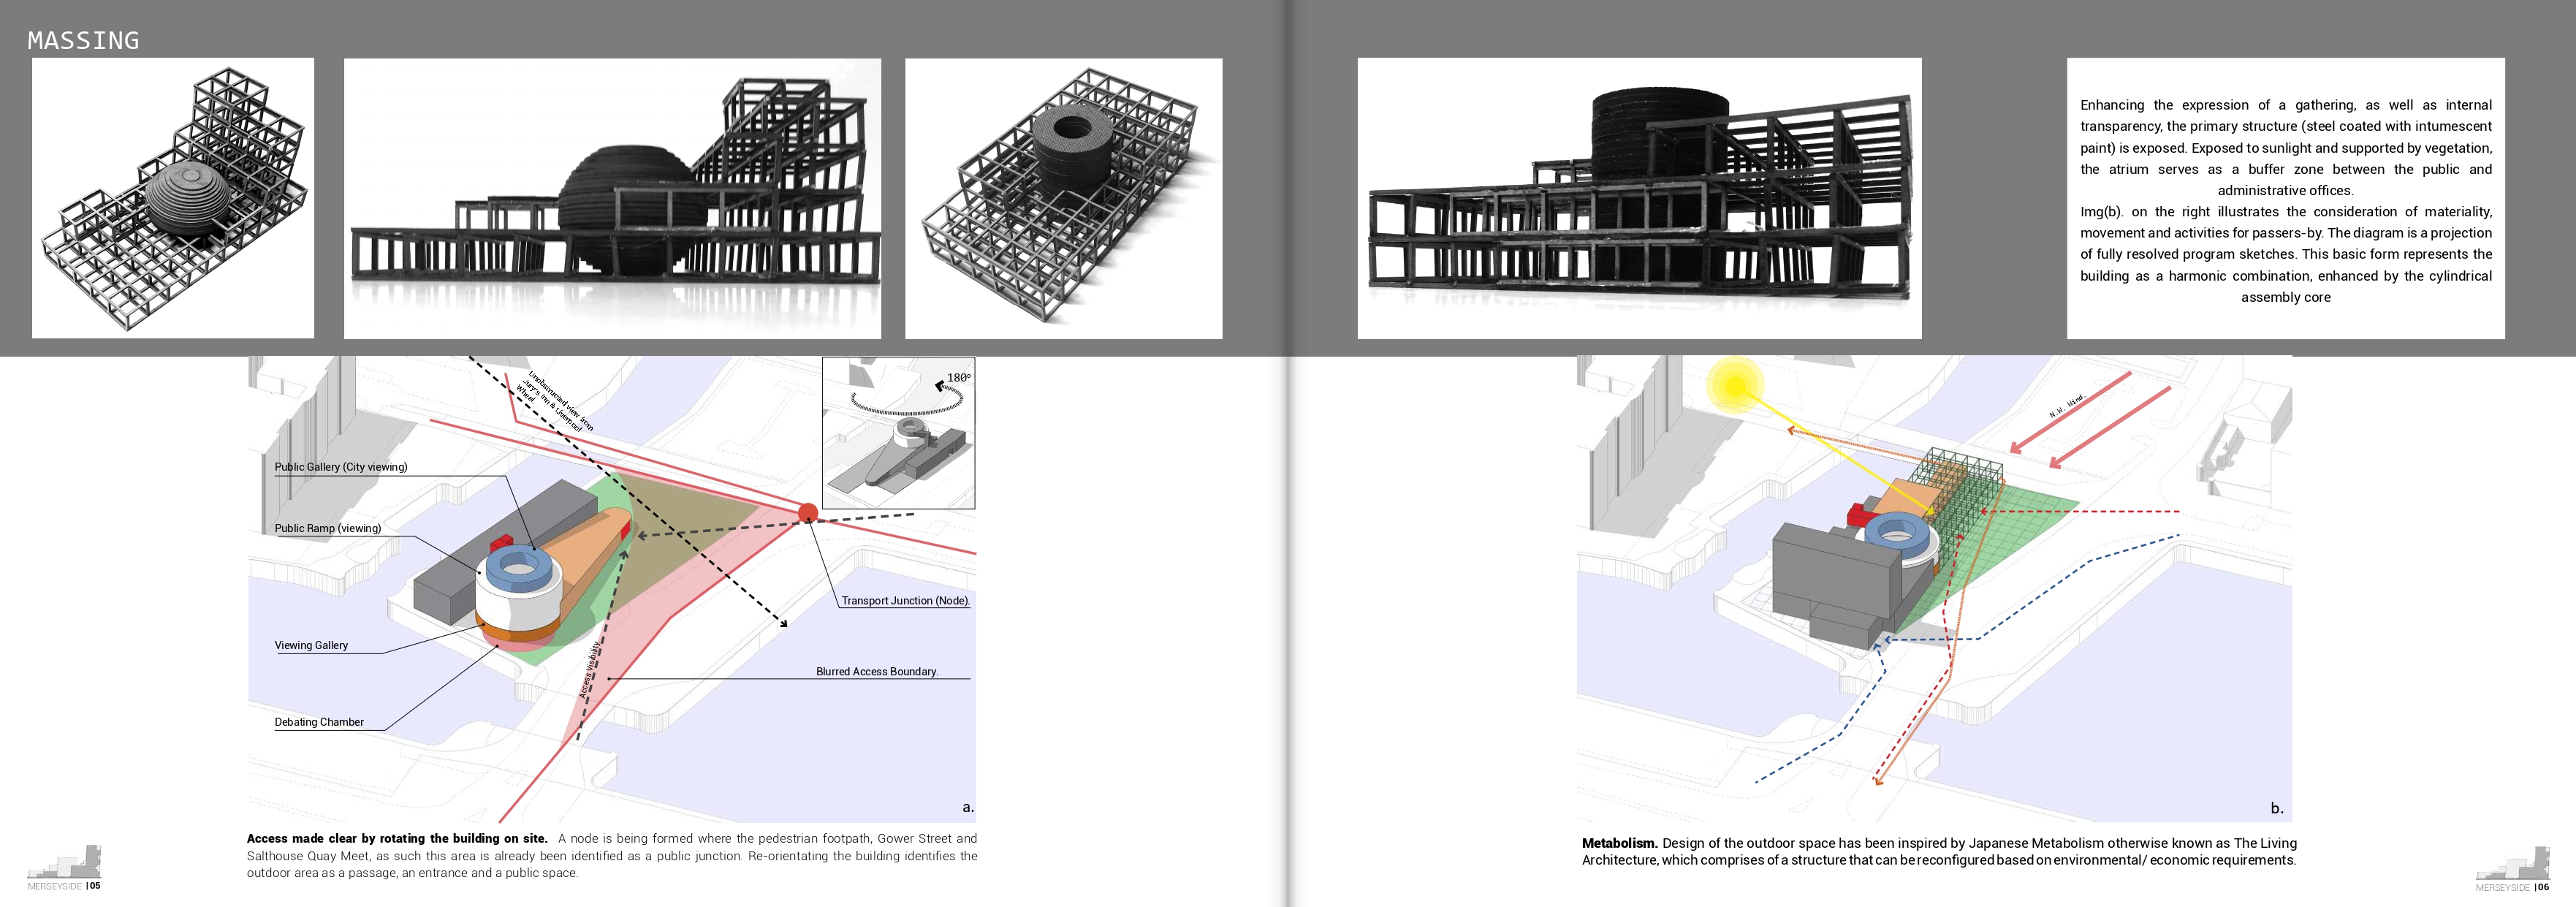 MASSING
Enhancing the expression of a gathering, as well as internal
transparency, the primary structure (steel coated with intumescent
paint) is exposed. Exposed to sunlight and supported by vegetation,
the atrium serves as a buffer zone between the public and
administrative offices.
Img(b). on the right illustrates the consideration of materiality,
movement and activities for passers-by. The diagram is a projection
of fully resolved program sketches. This basic form represents the
building as a harmonic combination, enhanced by the cylindrical
assembly core
Unobstructed view from
Jury's Inn & Liverpool
Wheel.
180°
Public Gallery (City viewing)
Public Ramp (viewing)
Viewing Gallery
Debating Chamber
Access Visibility
Transport Junction (Node)
Blurred Access Boundary.
a.
Access made clear by rotating the building on site. A node is being formed where the pedestrian footpath, Gower Street and
Salthouse Quay Meet, as such this area is already been identified as a public junction. Re-orientating the building identifies the
outdoor area as a passage, an entrance and a public space.
MERSEYSIDE |05
N.W. Wind.
b.
Metabolism. Design of the outdoor space has been inspired by Japanese Metabolism otherwise known as The Living
Architecture, which comprises of a structure that can be reconfigured based on environmental/ economic requirements.
MERSEYSIDE |06